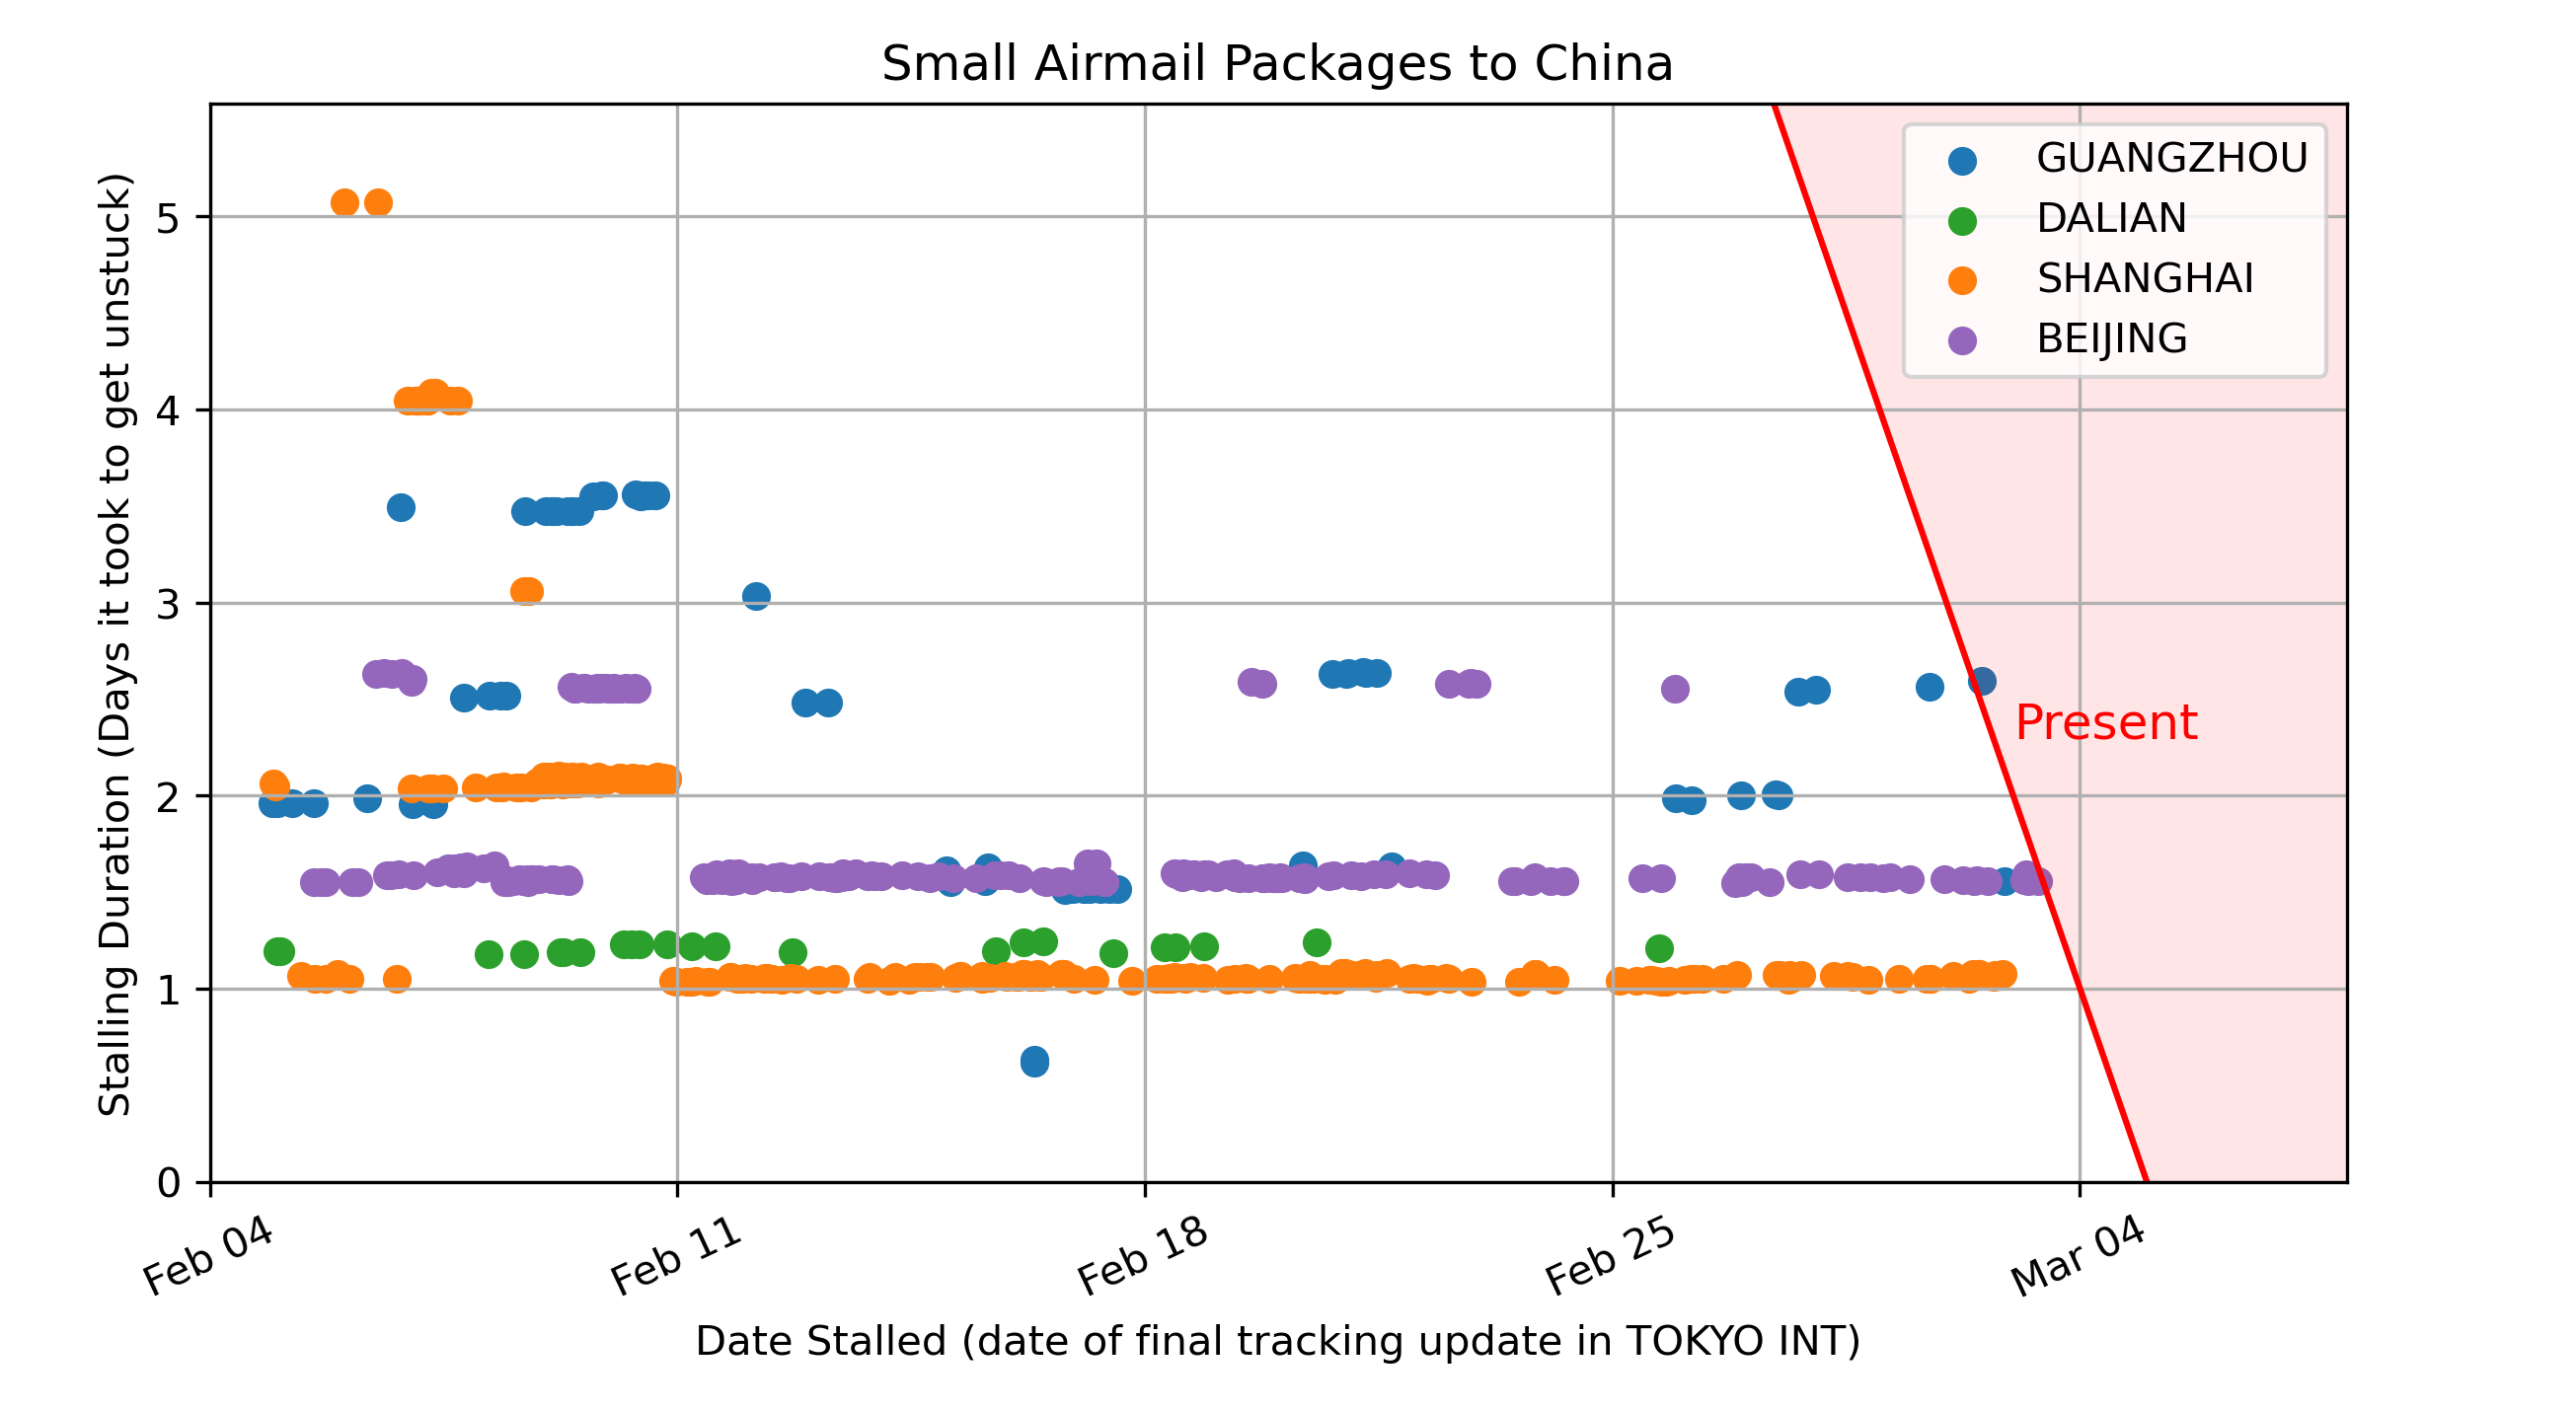 Small Airmail Packages to China
Stalling Duration (Days it took to get unstuck)
5
4
3
2
1
0
GUANGZHOU
DALIAN
SHANGHAI
BEIJING
Present
Feb 04
Feb 11
Feb 18
Feb 25
Mar 04
Date Stalled (date of final tracking update in TOKYO INT)